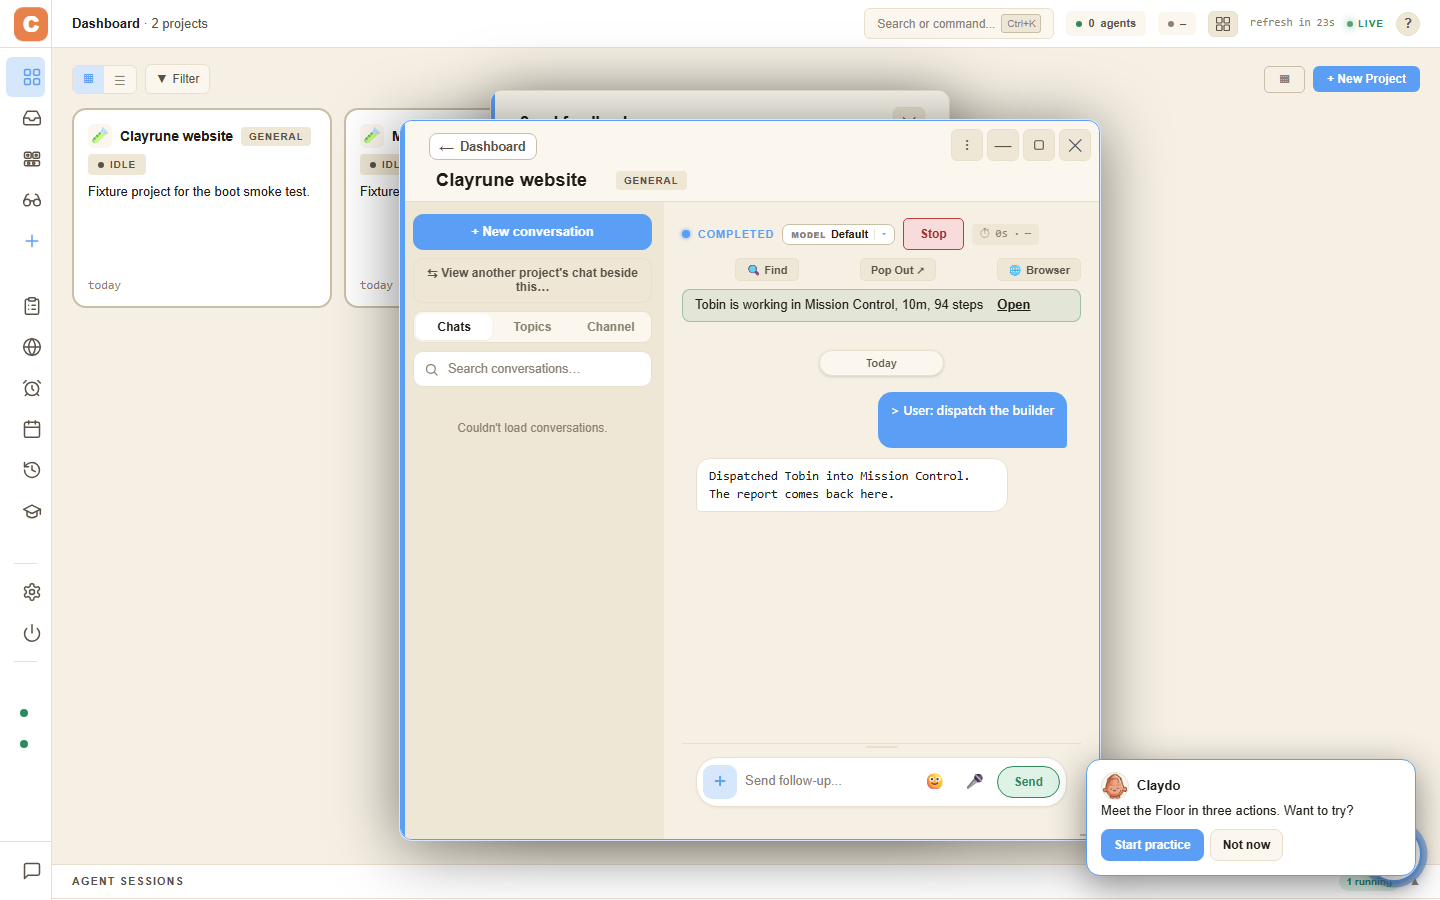 C
Dashboard · 2 projects
Search or command... Ctrl+K
0 agents
–
refresh in 23s
LIVE
?
▼ Filter
+ New Project
Clayrune website GENERAL
IDLE
Fixture project for the boot smoke test.
today
today
← Dashboard
Clayrune website GENERAL
+ New conversation
⇆ View another project's chat beside
this…
Chats Topics Channel
Search conversations…
Couldn't load conversations.
COMPLETED MODEL Default Stop 0s · —
Find Pop Out ↗ Browser
Tobin is working in Mission Control, 10m, 94 steps Open
Today
> User: dispatch the builder
Dispatched Tobin into Mission Control.
The report comes back here.
+ Send follow-up... Send
Claydo
Meet the Floor in three actions. Want to try?
Start practice Not now
AGENT SESSIONS
1 running ▲